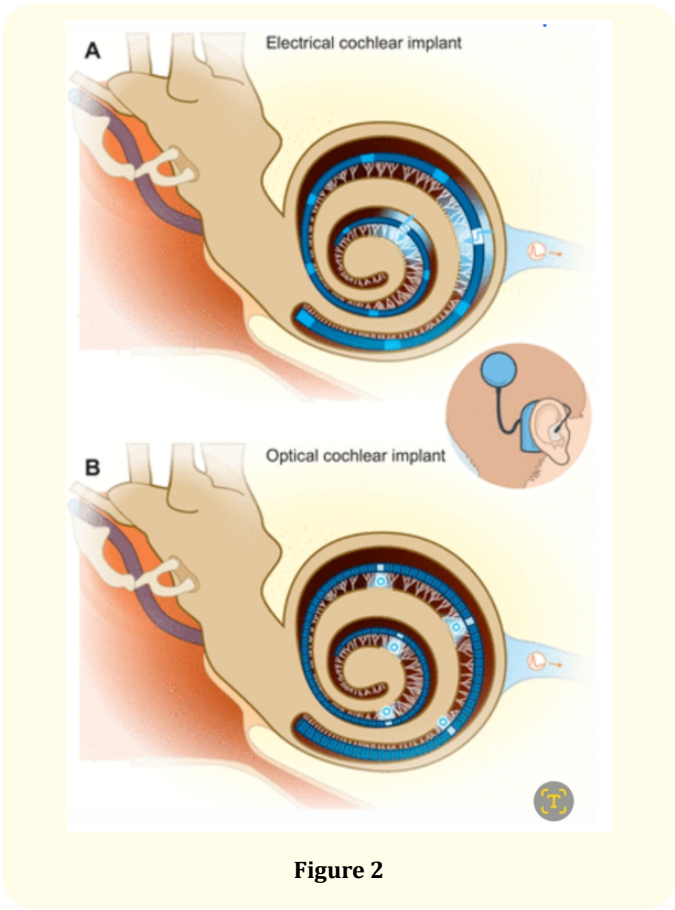 A
Electrical cochlear implant
B
Optical cochlear implant
T
Figure 2